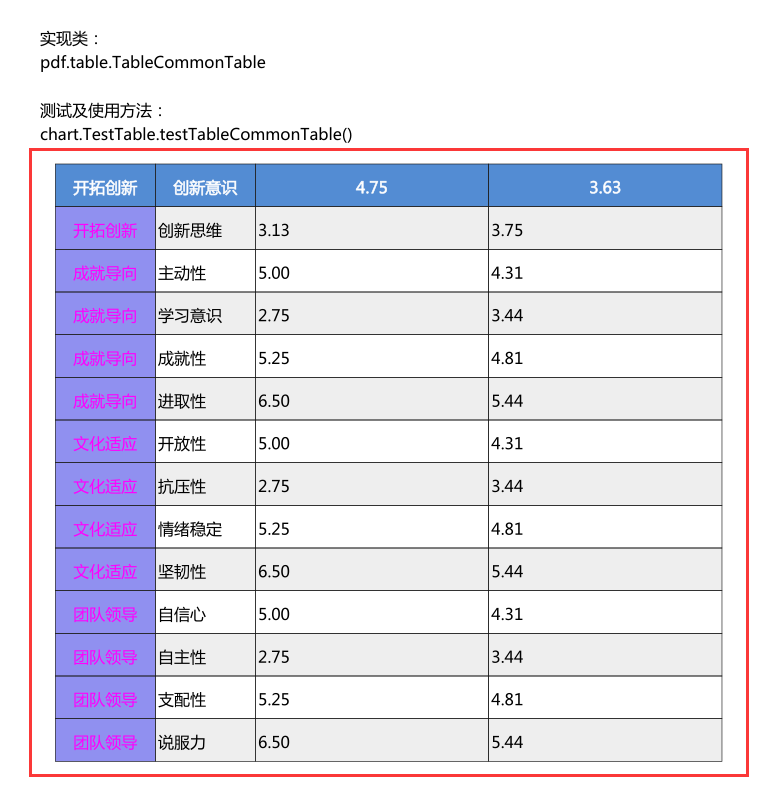 实现类：
pdf.table.TableCommonTable
测试及使用方法：
chart.TestTable.testTableCommonTable()
开拓创新 创新意识 4.75 3.63
开拓创新 创新思维 3.13 3.75
成就导向 主动性 5.00 4.31
成就导向 学习意识 2.75 3.44
成就导向 成就性 5.25 4.81
成就导向 进取性 6.50 5.44
文化适应 开放性 5.00 4.31
文化适应 抗压性 2.75 3.44
文化适应 情绪稳定 5.25 4.81
文化适应 坚韧性 6.50 5.44
团队领导 自信心 5.00 4.31
团队领导 自主性 2.75 3.44
团队领导 支配性 5.25 4.81
团队领导 说服力 6.50 5.44